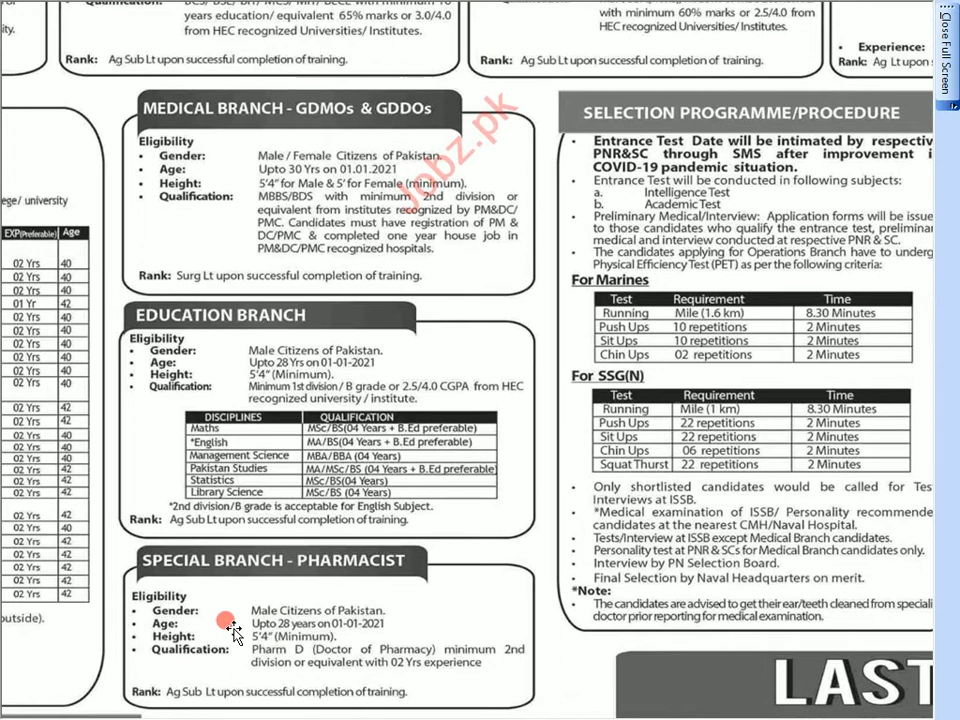 years education/ equivalent 65% marks or 3.0/4.0
from HEC recognized Universities/ Institutes.
Rank: Ag Sub Lt upon successful completion of training.
with minimum 60% marks or 2.5/4.0 from
HEC recognized Universities/ Institutes.
Rank: Ag Sub Lt upon successful completion of training.
• Experience:
Rank: Ag Lt upon
Close Full Screen
ege/ university
EXP(Preferable) Age
02 Yrs 40
02 Yrs 40
02 Yrs 40
01 Yr 42
02 Yrs 40
02 Yrs 40
02 Yrs 40
02 Yrs 40
02 Yrs 40
02 Yrs 40
02 Yrs 42
02 Yrs 42
02 Yrs 40
02 Yrs 40
02 Yrs 40
02 Yrs 42
02 Yrs 42
02 Yrs 42
02 Yrs 42
02 Yrs 40
02 Yrs 42
02 Yrs 42
02 Yrs 42
02 Yrs 42
02 Yrs 42
outside).
MEDICAL BRANCH - GDMOs & GDDOs
Eligibility
• Gender: Male / Female Citizens of Pakistan.
• Age: Upto 30 Yrs on 01.01.2021
• Height: 5'4" for Male & 5' for Female (minimum).
• Qualification: MBBS/BDS with minimum 2nd division or
equivalent from institutes recognized by PM&DC/
PMC. Candidates must have registration of PM &
DC/PMC & completed one year house job in
PM&DC/PMC recognized hospitals.
Rank: Surg Lt upon successful completion of training.
Jobz.pk
EDUCATION BRANCH
Eligibility
• Gender: Male Citizens of Pakistan.
• Age: Upto 28 Yrs on 01-01-2021
• Height: 5'4" (Minimum).
• Qualification: Minimum 1st division/ B grade or 2.5/4.0 CGPA from HEC
recognized university / institute.
DISCIPLINES QUALIFICATION
Maths MSc/BS(04 Years + B.Ed preferable)
*English MA/BS(04 Years + B.Ed preferable)
Management Science MBA/BBA (04 Years)
Pakistan Studies MA/MSc/BS (04 Years + B.Ed preferable)
Statistics MSc/BS(04 Years)
Library Science MSc/BS (04 Years)
*2nd division/B grade is acceptable for English Subject.
Rank: Ag Sub Lt upon successful completion of training.
SPECIAL BRANCH - PHARMACIST
Eligibility
• Gender: Male Citizens of Pakistan.
• Age: Upto 28 years on 01-01-2021
• Height: 5'4" (Minimum).
• Qualification: Pharm D (Doctor of Pharmacy) minimum 2nd
division or equivalent with 02 Yrs experience
Rank: Ag Sub Lt upon successful completion of training.
SELECTION PROGRAMME/PROCEDURE
• Entrance Test Date will be intimated by respectiv
PNR&SC through SMS after improvement i
COVID-19 pandemic situation.
• Entrance Test will be conducted in following subjects:
a. Intelligence Test
b. Academic Test
• Preliminary Medical/Interview: Application forms will be issue
to those candidates who qualify the entrance test, preliminar
medical and interview conducted at respective PNR & SC.
• The candidates applying for Operations Branch have to underg
Physical Efficiency Test (PET) as per the following criteria:
For Marines
Test Requirement Time
Running Mile (1.6 km) 8.30 Minutes
Push Ups 10 repetitions 2 Minutes
Sit Ups 10 repetitions 2 Minutes
Chin Ups 02 repetitions 2 Minutes
For SSG(N)
Test Requirement Time
Running Mile (1 km) 8.30 Minutes
Push Ups 22 repetitions 2 Minutes
Sit Ups 22 repetitions 2 Minutes
Chin Ups 06 repetitions 2 Minutes
Squat Thurst 22 repetitions 2 Minutes
• Only shortlisted candidates would be called for Tes
Interviews at ISSB.
• *Medical examination of ISSB/ Personality recommende
candidates at the nearest CMH/Naval Hospital.
• Tests/Interview at ISSB except Medical Branch candidates.
• Personality test at PNR & SCs for Medical Branch candidates only.
• Interview by PN Selection Board.
• Final Selection by Naval Headquarters on merit.
*Note:
• The candidates are advised to get their ear/teeth cleaned from speciali
doctor prior reporting for medical examination.
LAST